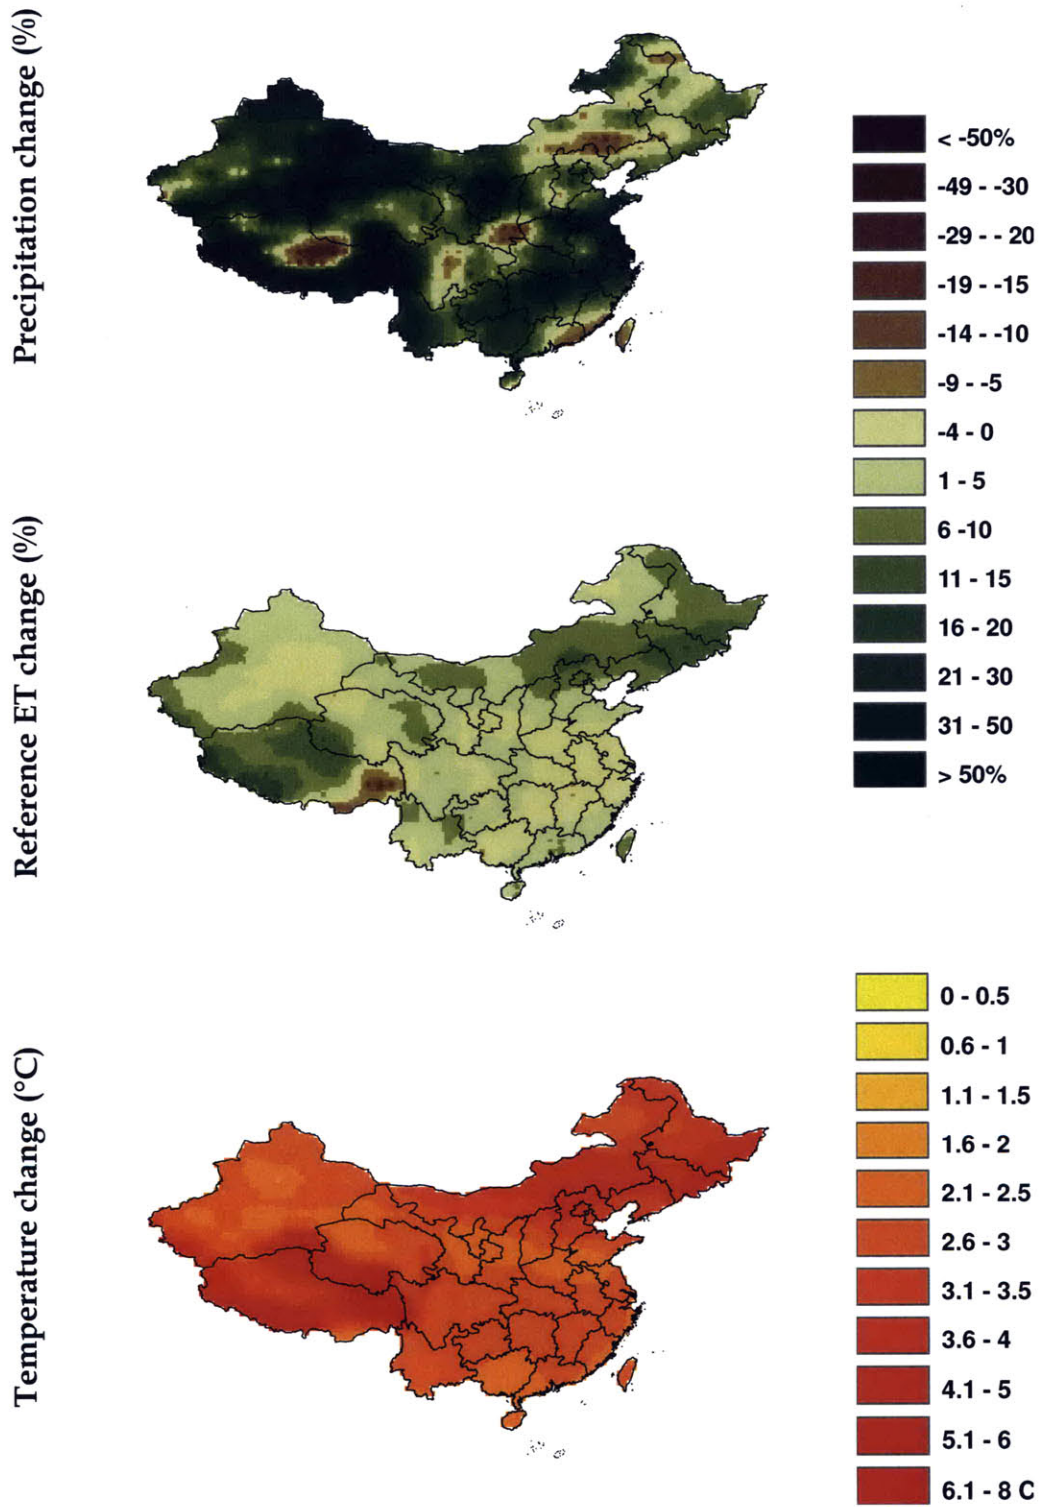 Precipitation change (%)
< -50%
-49 - -30
-29 - - 20
-19 - -15
-14 - -10
-9 - -5
-4 - 0
1 - 5
6 -10
11 - 15
16 - 20
21 - 30
31 - 50
> 50%
Reference ET change (%)
Temperature change (°C)
0 - 0.5
0.6 - 1
1.1 - 1.5
1.6 - 2
2.1 - 2.5
2.6 - 3
3.1 - 3.5
3.6 - 4
4.1 - 5
5.1 - 6
6.1 - 8 C